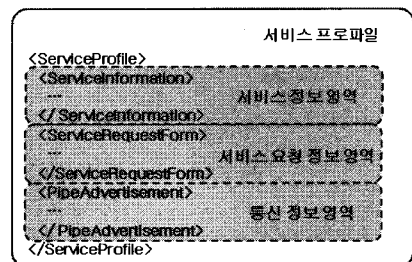 서비스 프로파일
<ServiceProfile>
<ServiceInformation>
---
서비스 정보 영역
</ServiceInformation>
<ServiceRequestForm>
---
서비스 요청 정보 영역
</ServiceRequestForm>
<PipeAdvertisement>
---
통신 정보 영역
</PipeAdvertisement>
</ServiceProfile>